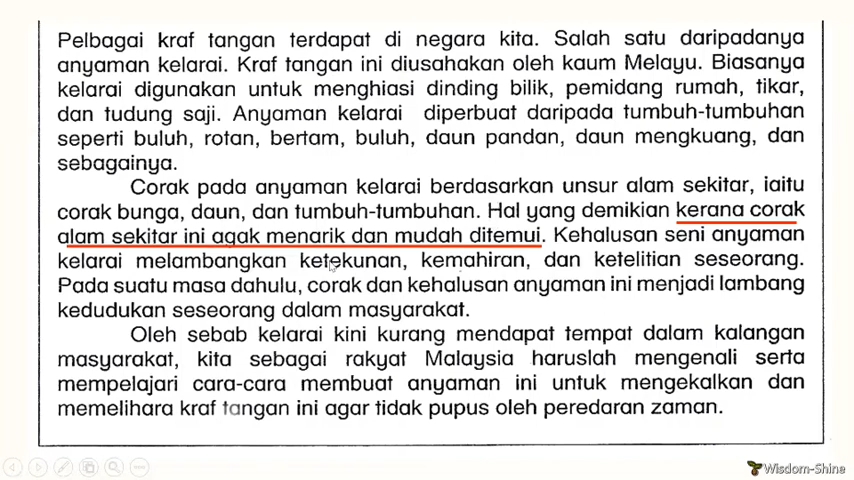 Pelbagai kraf tangan terdapat di negara kita. Salah satu daripadanya
anyaman kelarai. Kraf tangan ini diusahakan oleh kaum Melayu. Biasanya
kelarai digunakan untuk menghiasi dinding bilik, pemidang rumah, tikar,
dan tudung saji. Anyaman kelarai diperbuat daripada tumbuh-tumbuhan
seperti buluh, rotan, bertam, buluh, daun pandan, daun mengkuang, dan
sebagainya.
Corak pada anyaman kelarai berdasarkan unsur alam sekitar, iaitu
corak bunga, daun, dan tumbuh-tumbuhan. Hal yang demikian kerana corak
alam sekitar ini agak menarik dan mudah ditemui. Kehalusan seni anyaman
kelarai melambangkan ketekunan, kemahiran, dan ketelitian seseorang.
Pada suatu masa dahulu, corak dan kehalusan anyaman ini menjadi lambang
kedudukan seseorang dalam masyarakat.
Oleh sebab kelarai kini kurang mendapat tempat dalam kalangan
masyarakat, kita sebagai rakyat Malaysia haruslah mengenali serta
mempelajari cara-cara membuat anyaman ini untuk mengekalkan dan
memelihara kraf tangan ini agar tidak pupus oleh peredaran zaman.
Wisdom-Shine